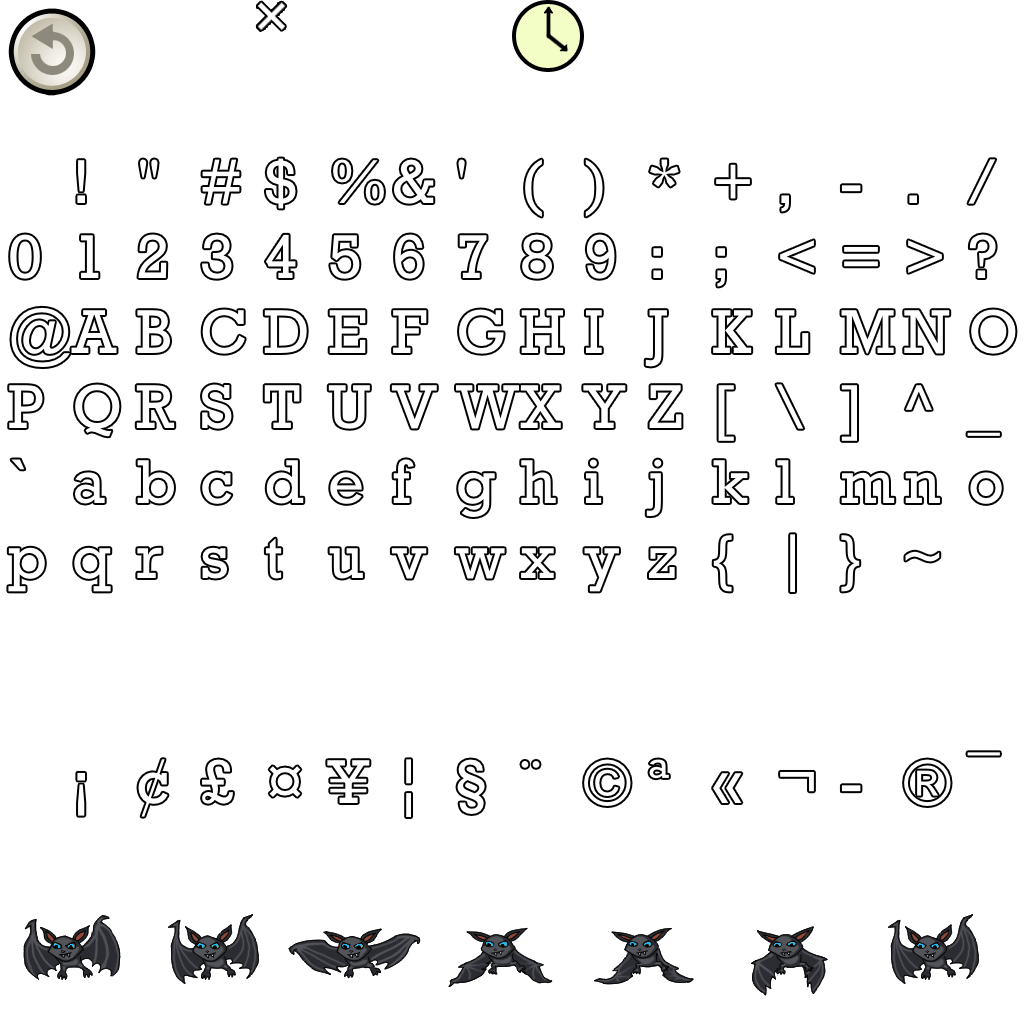 ! " # $ % & ' ( ) * + , - . /
0 1 2 3 4 5 6 7 8 9 : ; < = > ?
@ A B C D E F G H I J K L M N O
P Q R S T U V W X Y Z [ \ ] ^ _
` a b c d e f g h i j k l m n o
p q r s t u v w x y z { | } ~
¡ ¢ £ ¤ ¥ ¦ § ¨ © ª « ¬ - ® ¯